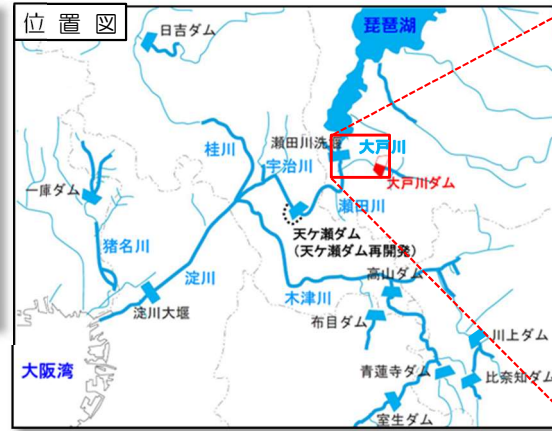 位置図
琵琶湖
日吉ダム
瀬田川洗堰
大戸川
桂川
宇治川
大戸川ダム
一庫ダム
瀬田川
天ケ瀬ダム
(天ケ瀬ダム再開発)
猪名川
淀川
高山ダム
木津川
淀川大堰
布目ダム
川上ダム
大阪湾
青蓮寺ダム
比奈知ダム
室生ダム